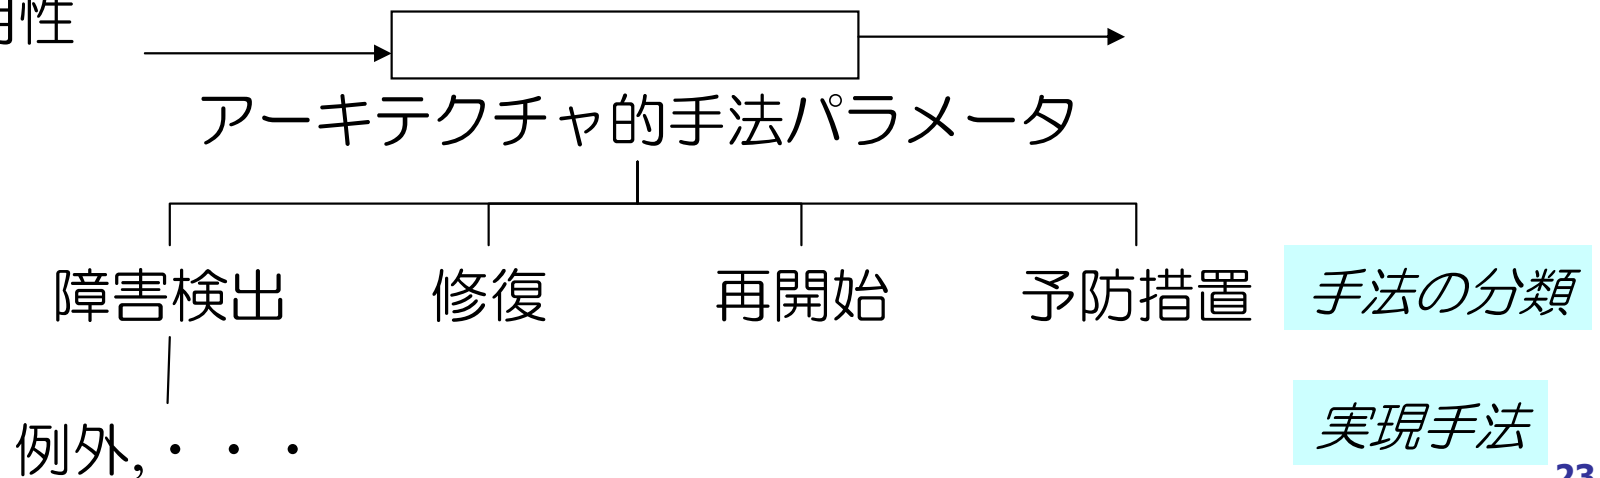 性
アーキテクチャ的手法パラメータ
障害検出 修復 再開始 予防措置 手法の分類
実現手法
例外,・・・
23